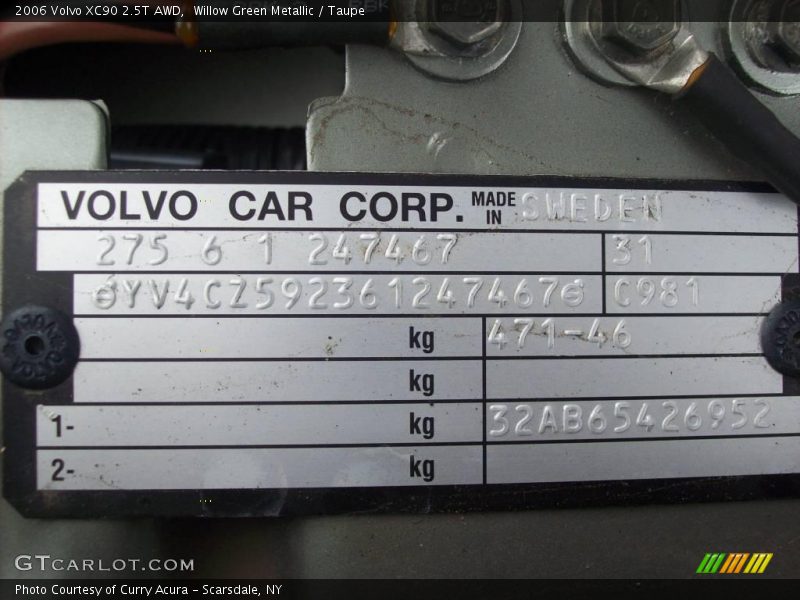 2006 Volvo XC90 2.5T AWD, Willow Green Metallic / Taupe
VOLVO CAR CORP. MADE IN SWEDEN
275 6 1 247467 31
YV4CZ592361247467 C981
kg 471-46
kg
1- kg 32AB65426952
2- kg
GTCARLOT.COM
Photo Courtesy of Curry Acura - Scarsdale, NY